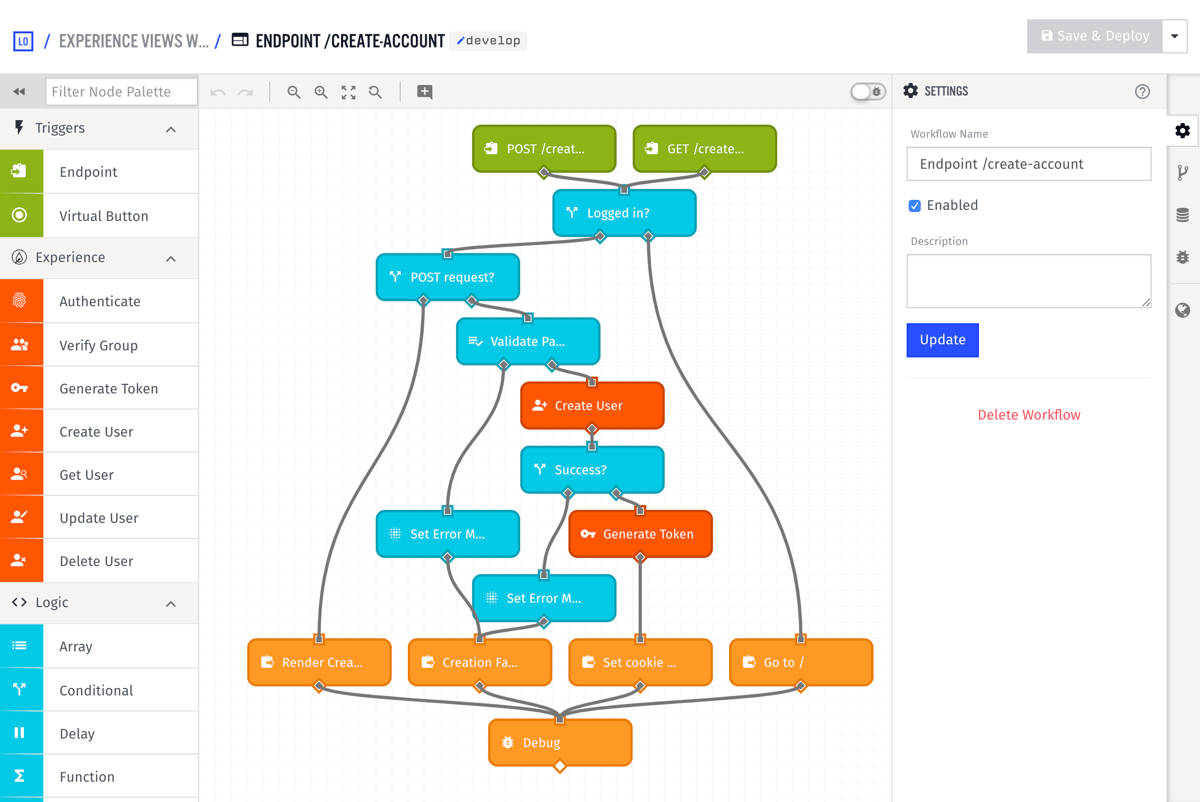 LO / EXPERIENCE VIEWS W... / ENDPOINT /CREATE-ACCOUNT develop
Save & Deploy
Filter Node Palette
Triggers
Endpoint
Virtual Button
Experience
Authenticate
Verify Group
Generate Token
Create User
Get User
Update User
Delete User
Logic
Array
Conditional
Delay
Function
POST /creat...
GET /create...
Logged in?
POST request?
Validate Pa...
Create User
Success?
Set Error M...
Generate Token
Set Error M...
Render Crea...
Creation Fa...
Set cookie ...
Go to /
Debug
SETTINGS
Workflow Name
Endpoint /create-account
Enabled
Description
Update
Delete Workflow